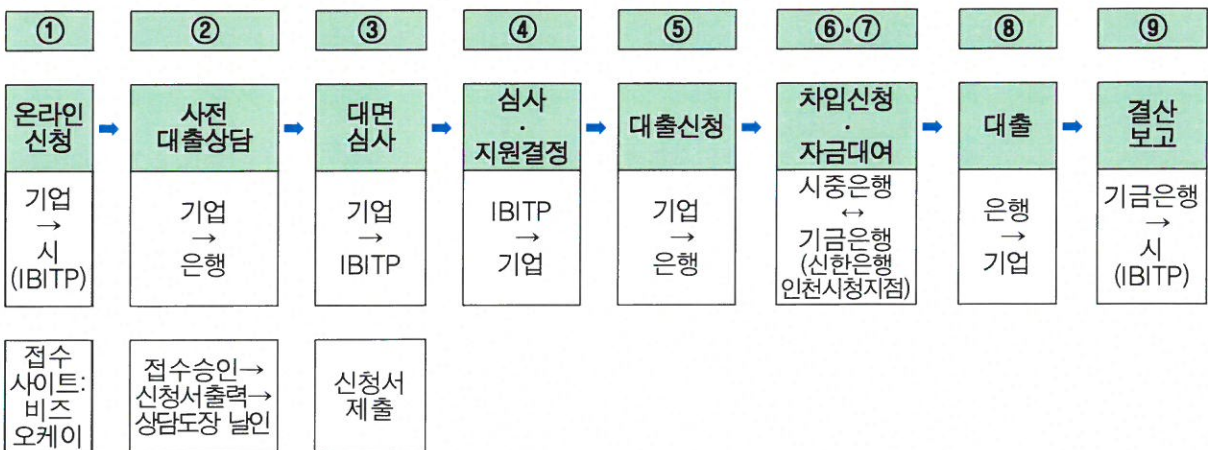 ①
②
③
④
⑤
⑥·⑦
⑧
⑨
온라인
신청
➡
사전
대출상담
➡
대면
심사
➡
심사
·
지원결정
➡
대출신청
➡
차입신청
·
자금대여
➡
대출
➡
결산
보고
기업
→
시
(IBITP)
기업
→
은행
기업
→
IBITP
IBITP
→
기업
기업
→
은행
시중은행
↔
기금은행
(신한은행
인천시청지점)
은행
→
기업
기금은행
→
시
(IBITP)
접수
사이트:
비즈
오케이
접수승인→
신청서출력→
상담도장 날인
신청서
제출